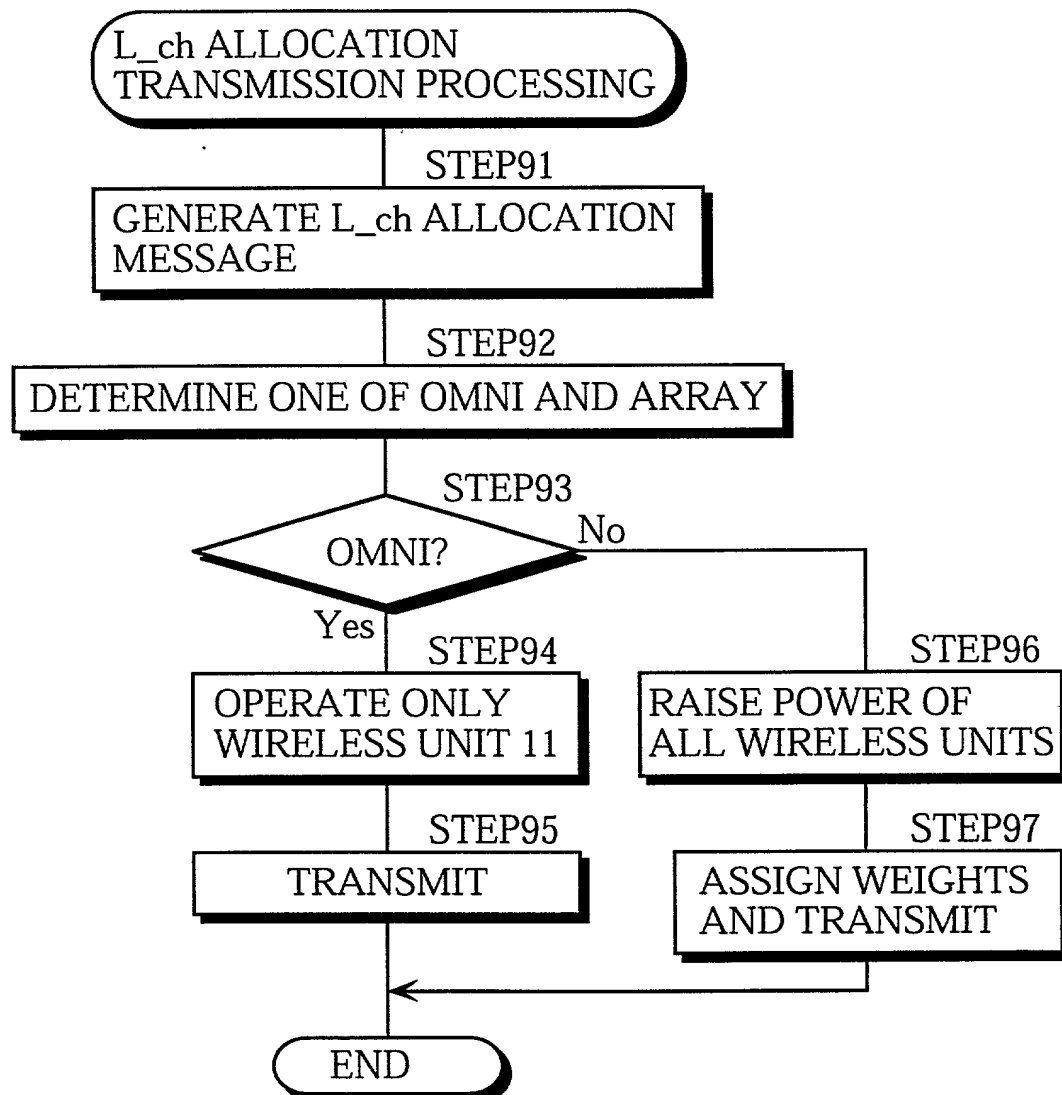 L_ch ALLOCATION
TRANSMISSION PROCESSING
STEP91
GENERATE L_ch ALLOCATION
MESSAGE
STEP92
DETERMINE ONE OF OMNI AND ARRAY
STEP93
OMNI?
No
Yes
STEP94
OPERATE ONLY
WIRELESS UNIT 11
STEP95
TRANSMIT
STEP96
RAISE POWER OF
ALL WIRELESS UNITS
STEP97
ASSIGN WEIGHTS
AND TRANSMIT
END